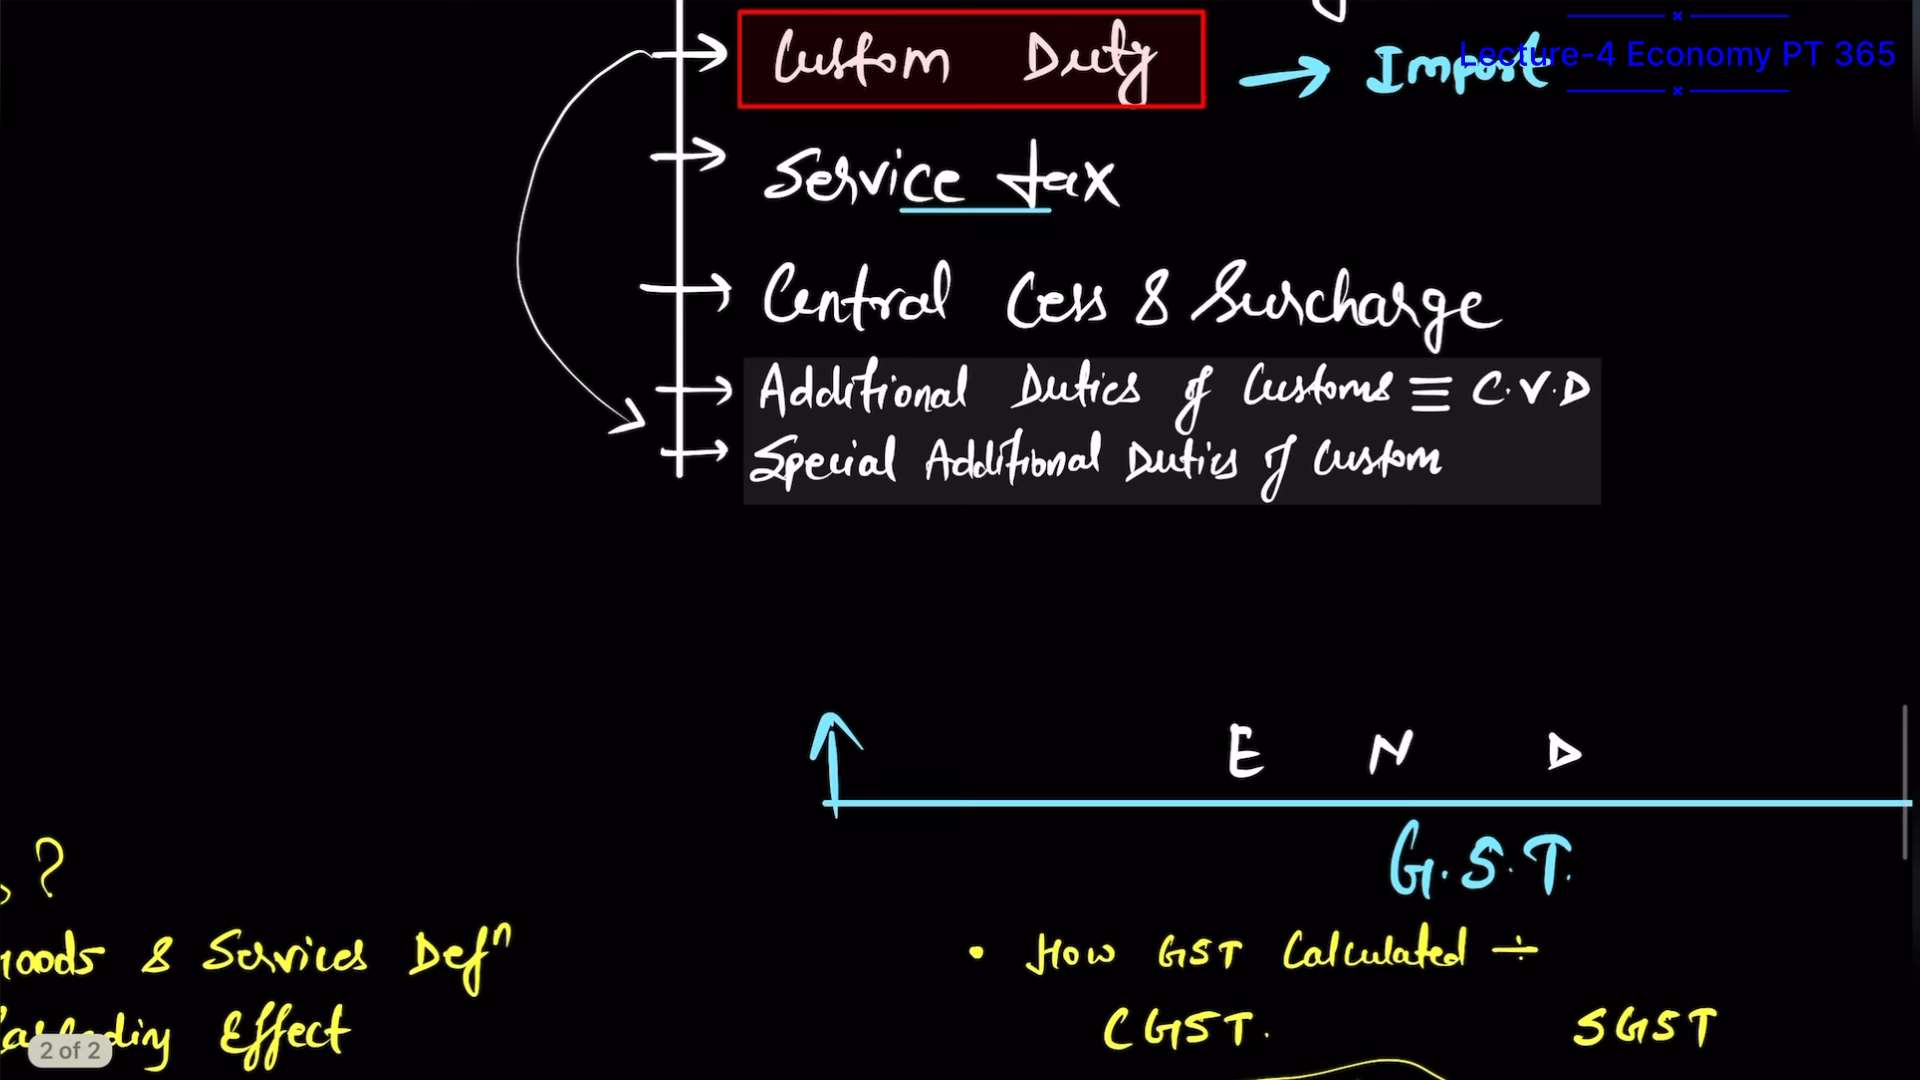 Custom Duty → Import
Lecture-4 Economy PT 365
→ Service tax
→ Central Cess & Surcharge
→ Additional Duties of Customs ≡ C.V.D
→ Special Additional Duties of Custom
E N D
G.S.T.
?
Goods & Services Defⁿ
• How GST Calculated ÷
Cascading Effect
CGST. SGST
2 of 2